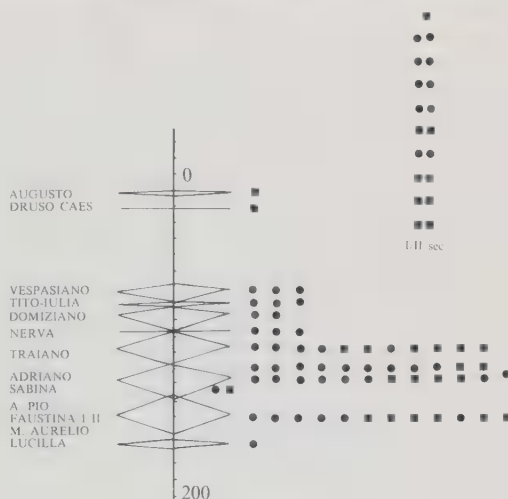 0
AUGUSTO
DRUSO CAES
I-II sec
VESPASIANO
TITO-IULIA
DOMIZIANO
NERVA
TRAIANO
ADRIANO
SABINA
A PIO
FAUSTINA I II
M. AURELIO
LUCILLA
200